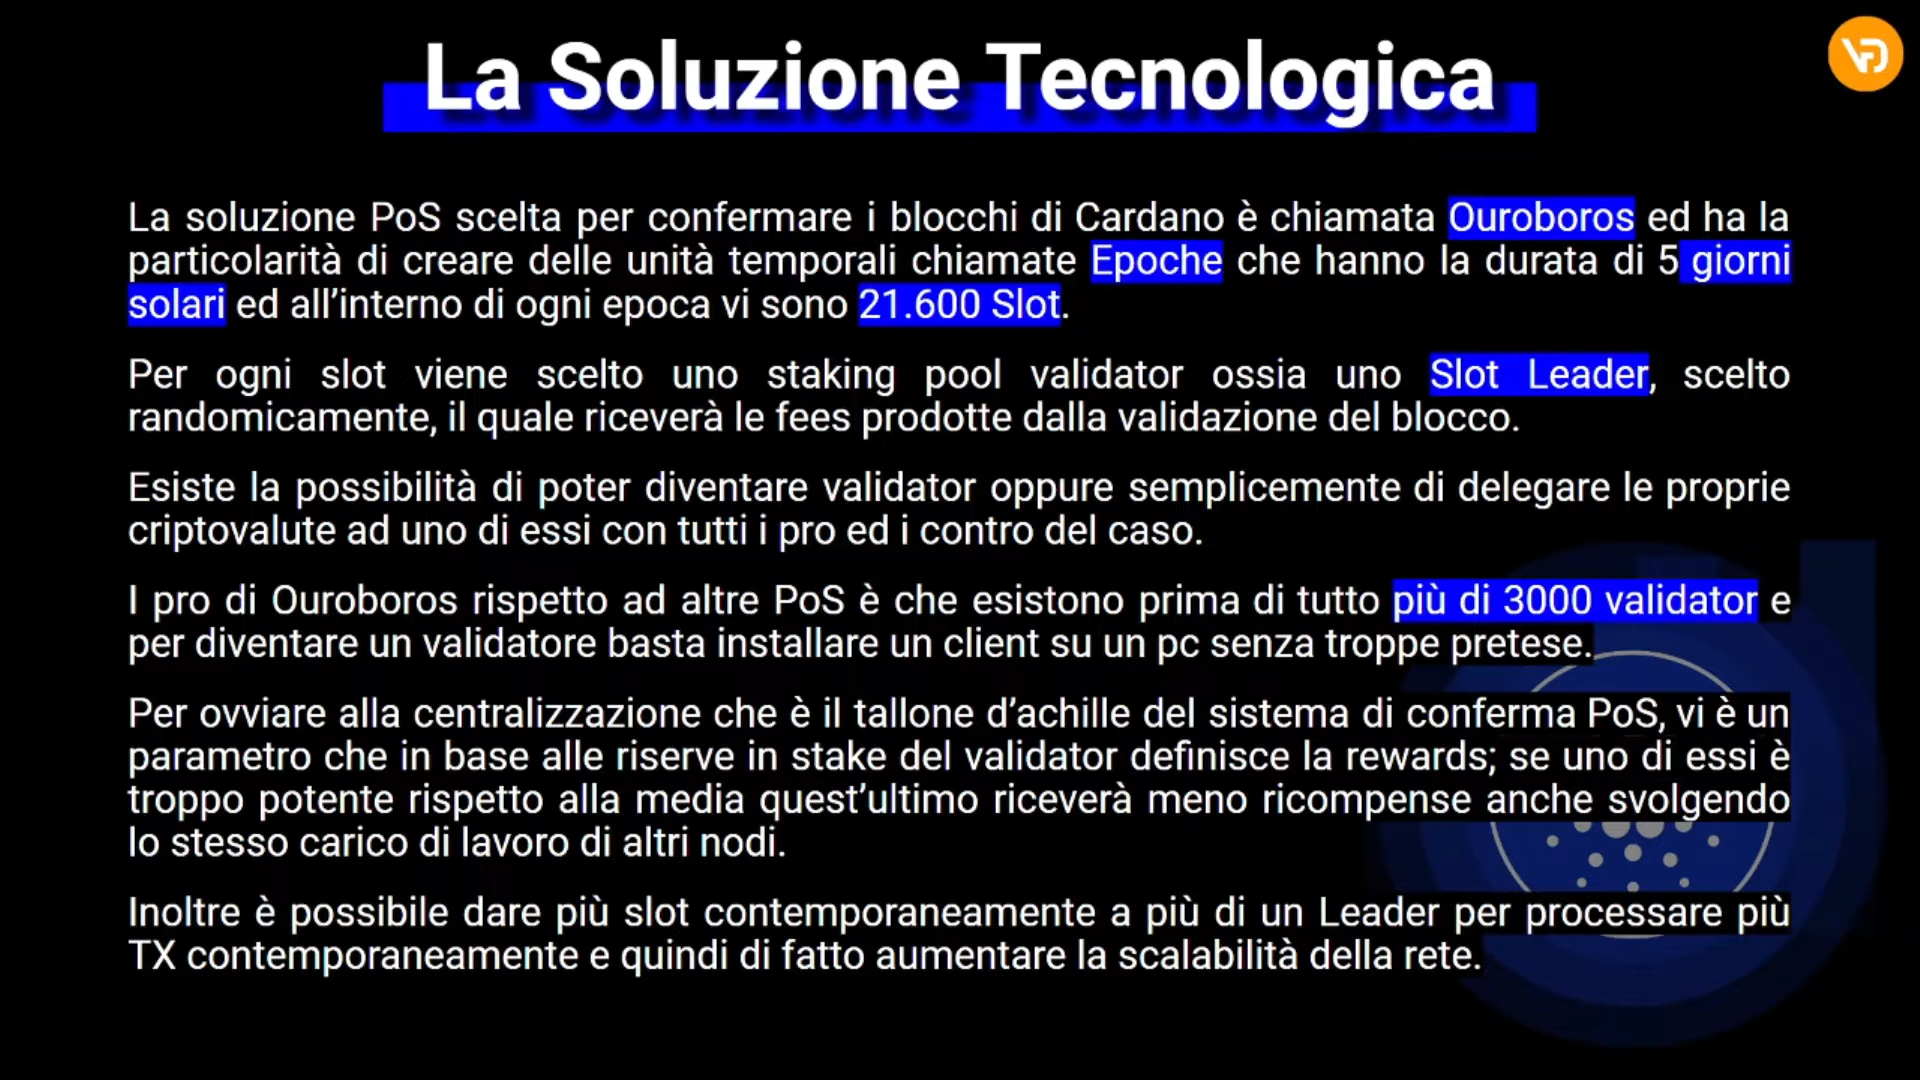 La Soluzione Tecnologica
La soluzione PoS scelta per confermare i blocchi di Cardano è chiamata Ouroboros ed ha la
particolarità di creare delle unità temporali chiamate Epoche che hanno la durata di 5 giorni
solari ed all’interno di ogni epoca vi sono 21.600 Slot.
Per ogni slot viene scelto uno staking pool validator ossia uno Slot Leader, scelto
randomicamente, il quale riceverà le fees prodotte dalla validazione del blocco.
Esiste la possibilità di poter diventare validator oppure semplicemente di delegare le proprie
criptovalute ad uno di essi con tutti i pro ed i contro del caso.
I pro di Ouroboros rispetto ad altre PoS è che esistono prima di tutto più di 3000 validator e
per diventare un validatore basta installare un client su un pc senza troppe pretese.
Per ovviare alla centralizzazione che è il tallone d’achille del sistema di conferma PoS, vi è un
parametro che in base alle riserve in stake del validator definisce la rewards; se uno di essi è
troppo potente rispetto alla media quest’ultimo riceverà meno ricompense anche svolgendo
lo stesso carico di lavoro di altri nodi.
Inoltre è possibile dare più slot contemporaneamente a più di un Leader per processare più
TX contemporaneamente e quindi di fatto aumentare la scalabilità della rete.